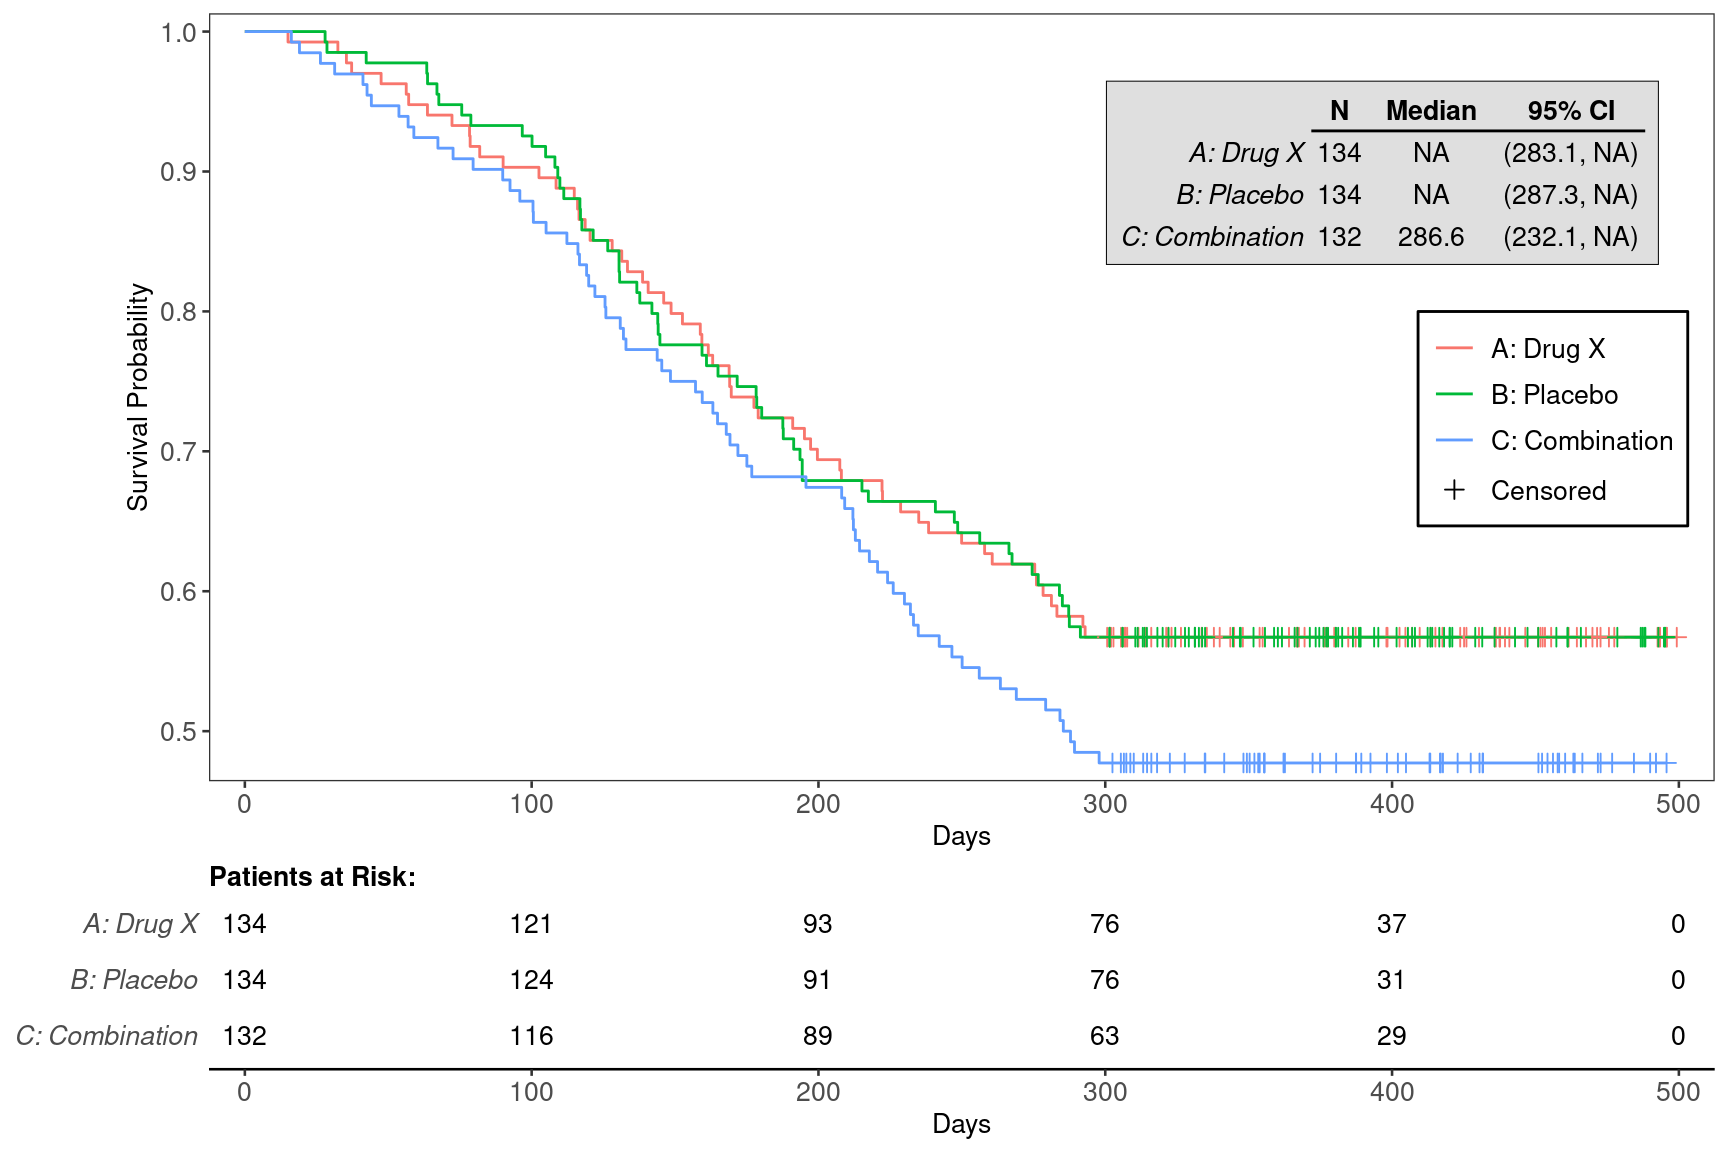 1.0
0.9
0.8
0.7
0.6
0.5
Survival Probability
N Median 95% CI
A: Drug X 134 NA (283.1, NA)
B: Placebo 134 NA (287.3, NA)
C: Combination 132 286.6 (232.1, NA)
A: Drug X
B: Placebo
C: Combination
Censored
0 100 200 300 400 500
Days
Patients at Risk:
A: Drug X 134 121 93 76 37 0
B: Placebo 134 124 91 76 31 0
C: Combination 132 116 89 63 29 0
0 100 200 300 400 500
Days